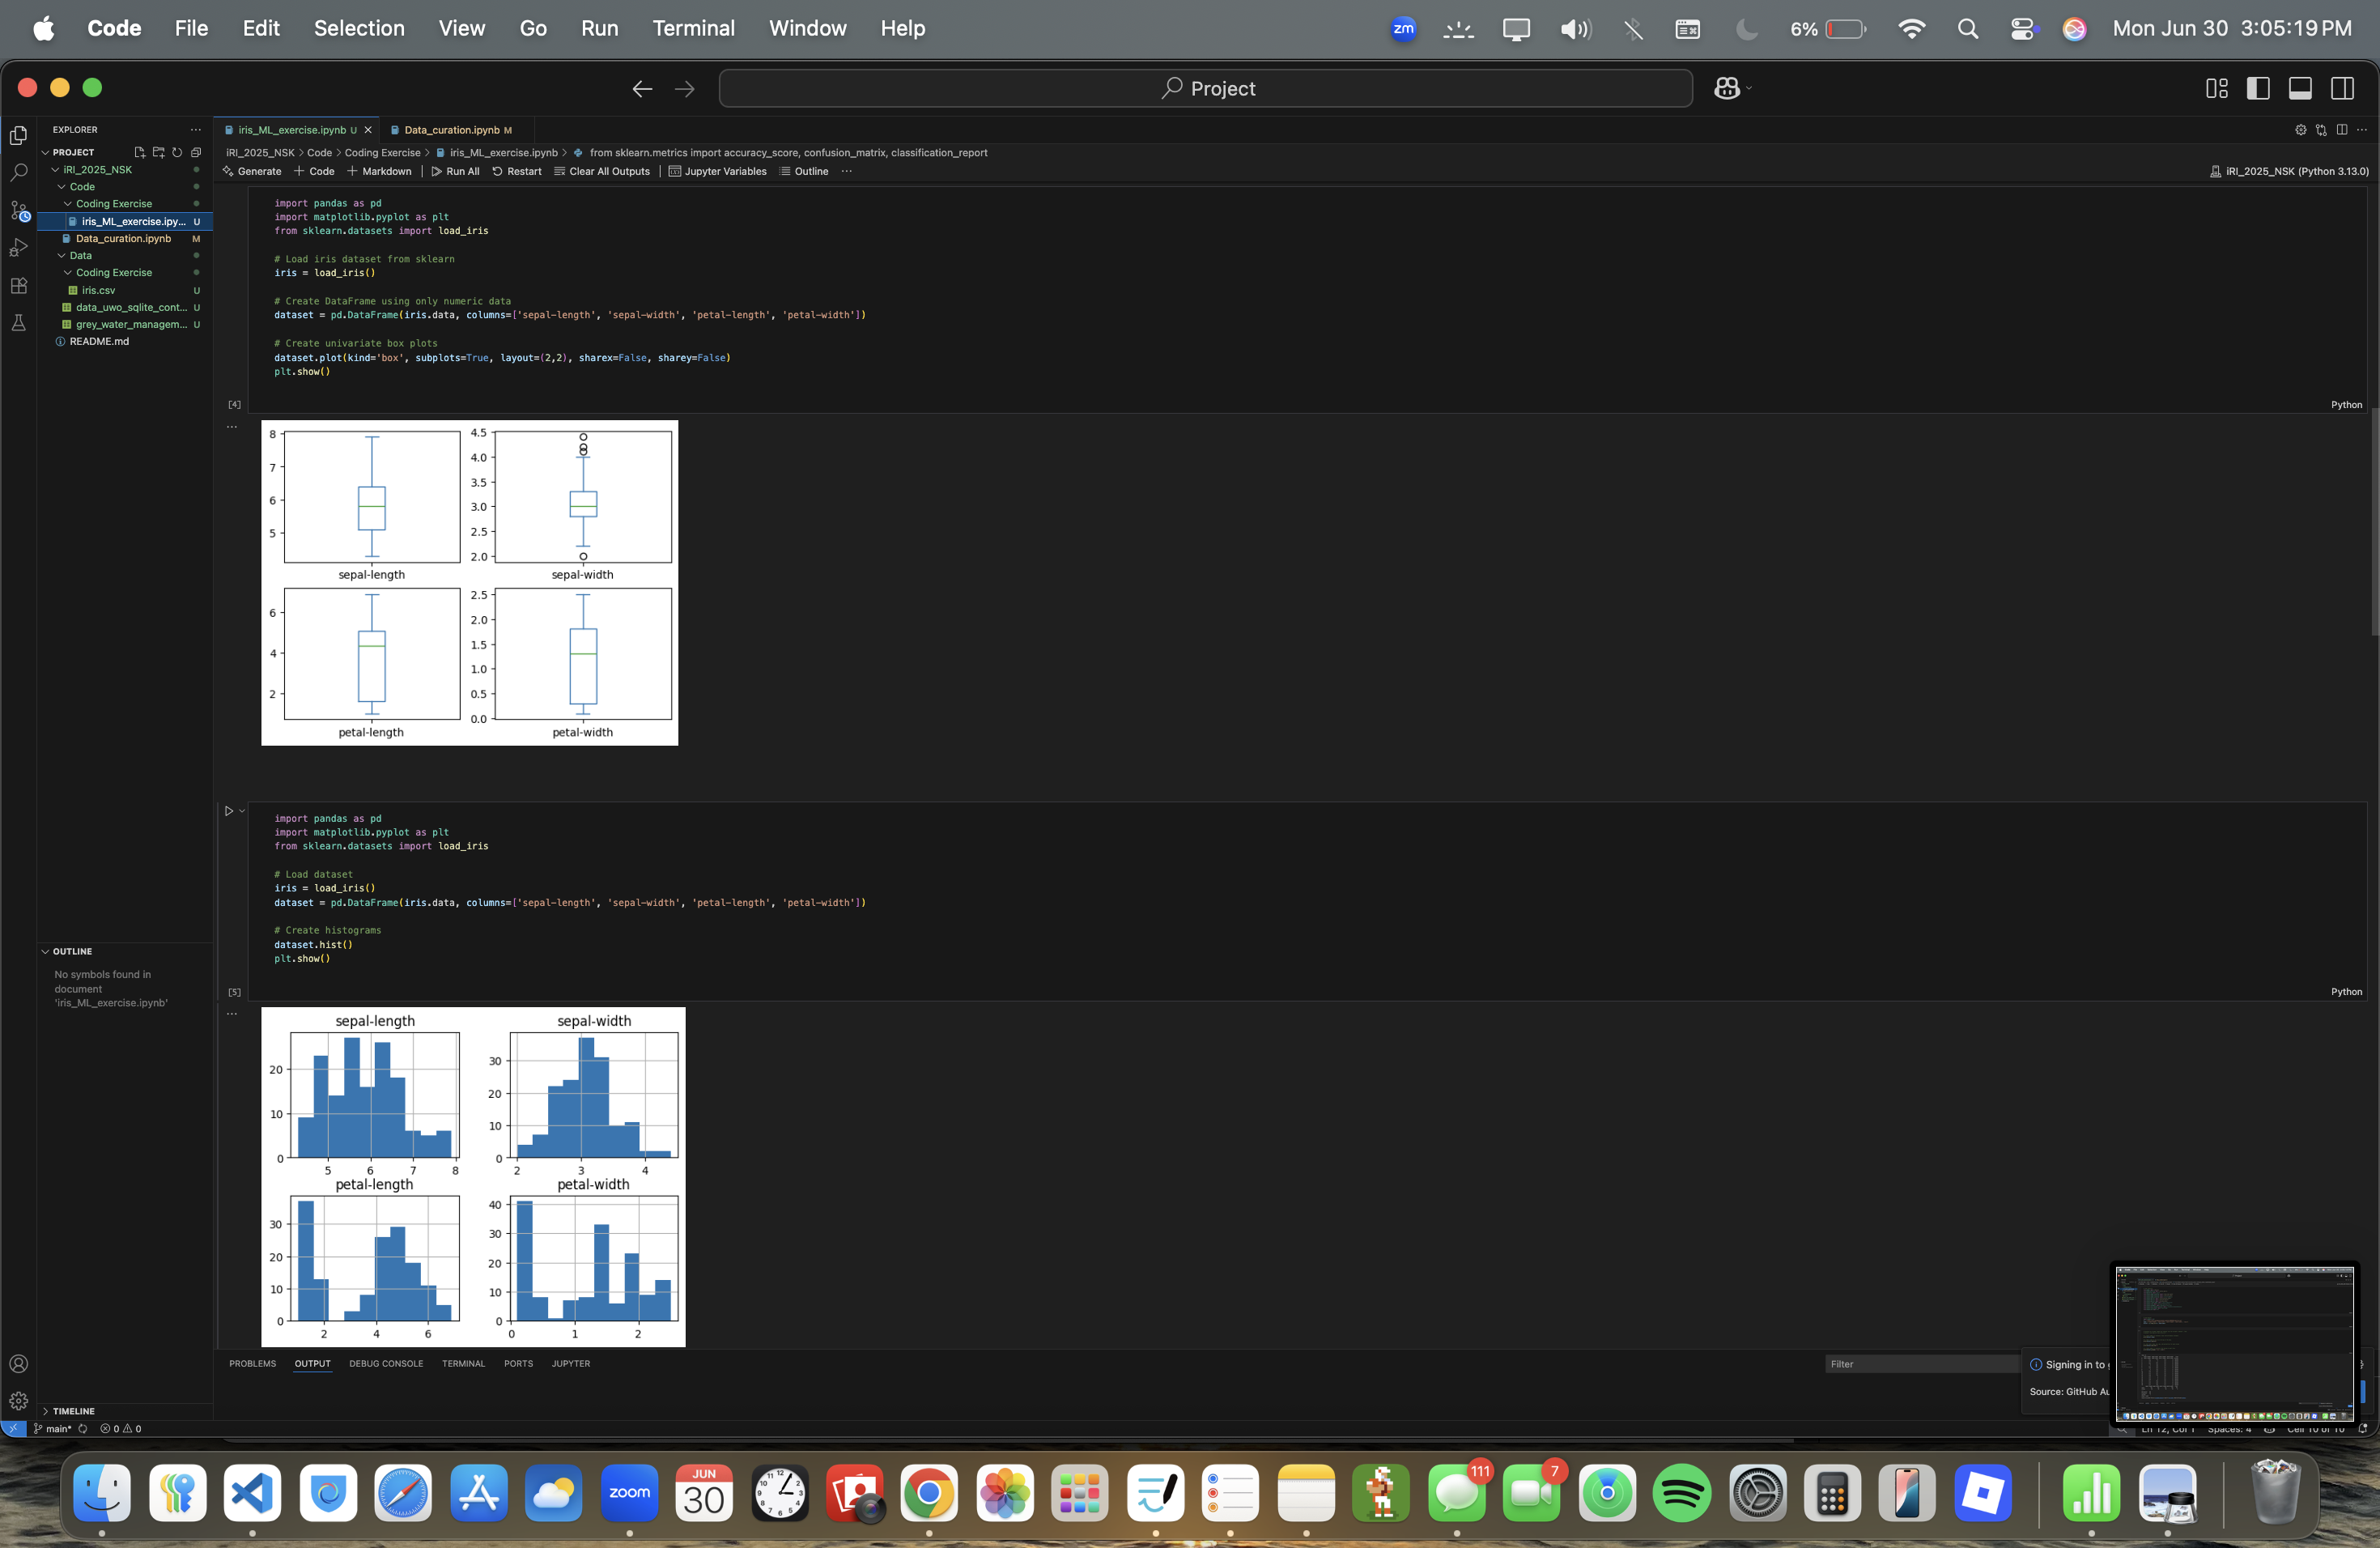 Code File Edit Selection View Go Run Terminal Window Help
zm 6% Mon Jun 30 3:05:19 PM
Project
EXPLORER
PROJECT
iRI_2025_NSK
Code
Coding Exercise
iris_ML_exercise.ipy... U
Data_curation.ipynb M
Data
Coding Exercise
iris.csv U
data_uwo_sqlite_cont... U
grey_water_managem... U
README.md
OUTLINE
No symbols found in
document
'iris_ML_exercise.ipynb'
TIMELINE
iris_ML_exercise.ipynb U Data_curation.ipynb M
iRI_2025_NSK > Code > Coding Exercise > iris_ML_exercise.ipynb > from sklearn.metrics import accuracy_score, confusion_matrix, classification_report
Generate + Code + Markdown Run All Restart Clear All Outputs Jupyter Variables Outline ... iRI_2025_NSK (Python 3.13.0)
import pandas as pd
import matplotlib.pyplot as plt
from sklearn.datasets import load_iris
# Load iris dataset from sklearn
iris = load_iris()
# Create DataFrame using only numeric data
dataset = pd.DataFrame(iris.data, columns=['sepal-length', 'sepal-width', 'petal-length', 'petal-width'])
# Create univariate box plots
dataset.plot(kind='box', subplots=True, layout=(2,2), sharex=False, sharey=False)
plt.show()
[4] Python
8 7 6 5
sepal-length
4.5 4.0 3.5 3.0 2.5 2.0
sepal-width
6 4 2
petal-length
2.5 2.0 1.5 1.0 0.5 0.0
petal-width
import pandas as pd
import matplotlib.pyplot as plt
from sklearn.datasets import load_iris
# Load dataset
iris = load_iris()
dataset = pd.DataFrame(iris.data, columns=['sepal-length', 'sepal-width', 'petal-length', 'petal-width'])
# Create histograms
dataset.hist()
plt.show()
[5] Python
sepal-length
20 10 0
5 6 7 8
sepal-width
30 20 10 0
2 3 4
petal-length
30 20 10 0
2 4 6
petal-width
40 30 20 10 0
0 1 2
PROBLEMS OUTPUT DEBUG CONSOLE TERMINAL PORTS JUPYTER
Filter
Signing in to
Source: GitHub Au
main* 0 0
Ln 12, Col 1 Spaces: 4 Cell 10 of 10
zoom
JUN
30
111
7